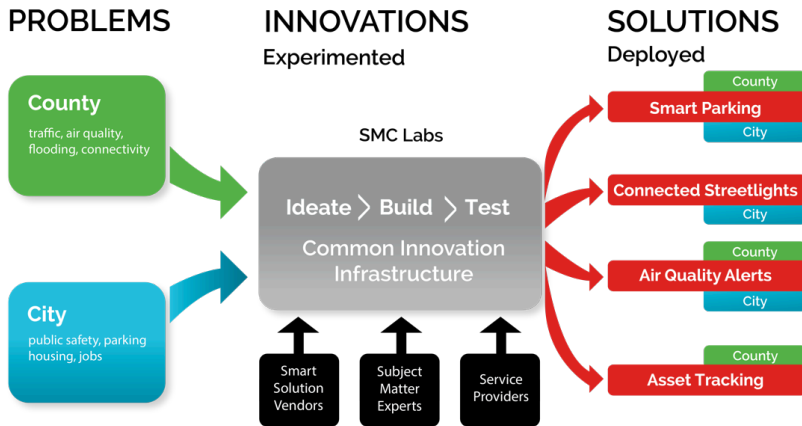 PROBLEMS
County
traffic, air quality,
flooding, connectivity
City
public safety, parking
housing, jobs
INNOVATIONS
Experimented
SMC Labs
Ideate > Build > Test
Common Innovation
Infrastructure
Smart
Solution
Vendors
Subject
Matter
Experts
Service
Providers
SOLUTIONS
Deployed
County
Smart Parking
City
Connected Streetlights
City
County
Air Quality Alerts
City
County
Asset Tracking